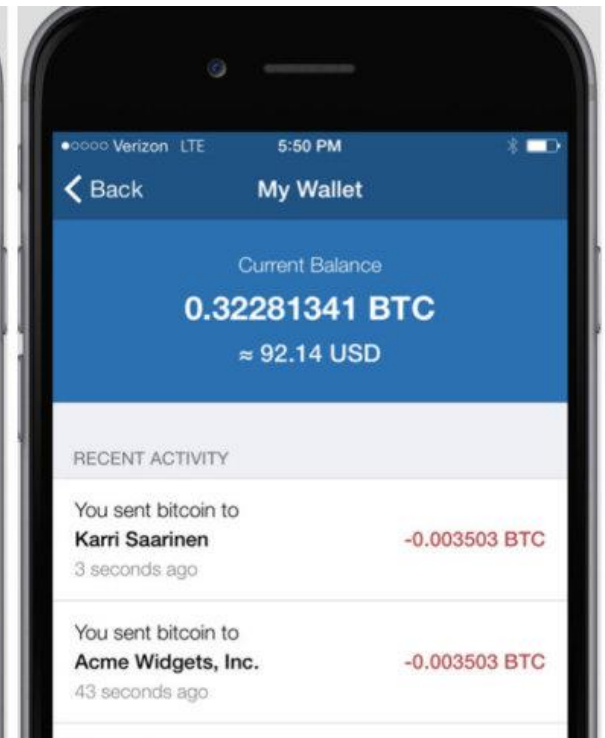 Verizon LTE 5:50 PM
Back My Wallet
Current Balance
0.32281341 BTC
≈ 92.14 USD
RECENT ACTIVITY
You sent bitcoin to
Karri Saarinen -0.003503 BTC
3 seconds ago
You sent bitcoin to
Acme Widgets, Inc. -0.003503 BTC
43 seconds ago